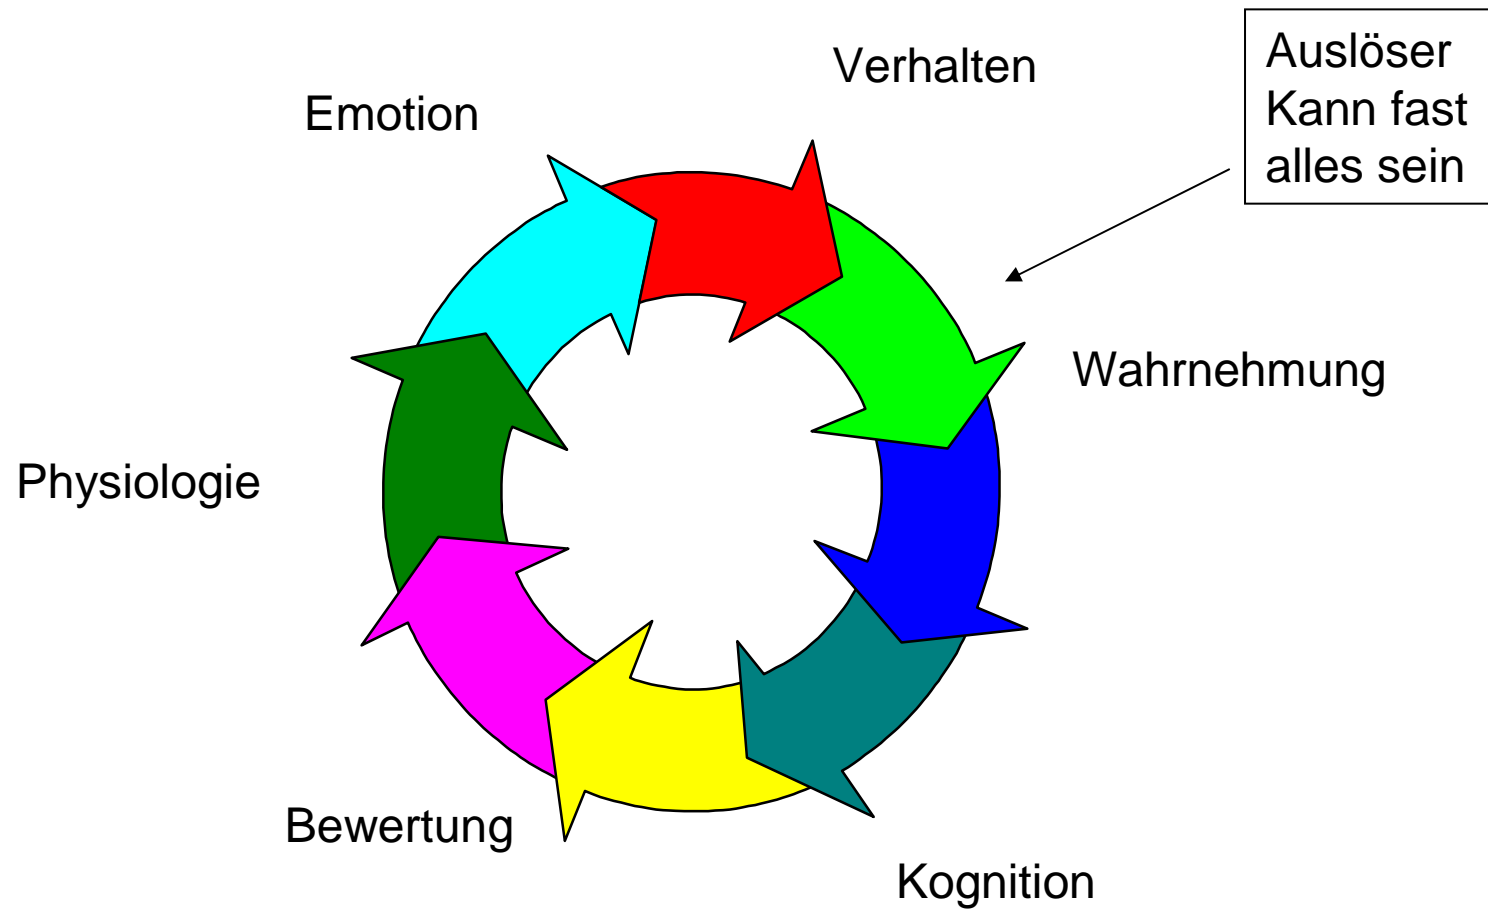 Verhalten
Auslöser
Kann fast
alles sein
Emotion
Wahrnehmung
Physiologie
Bewertung
Kognition